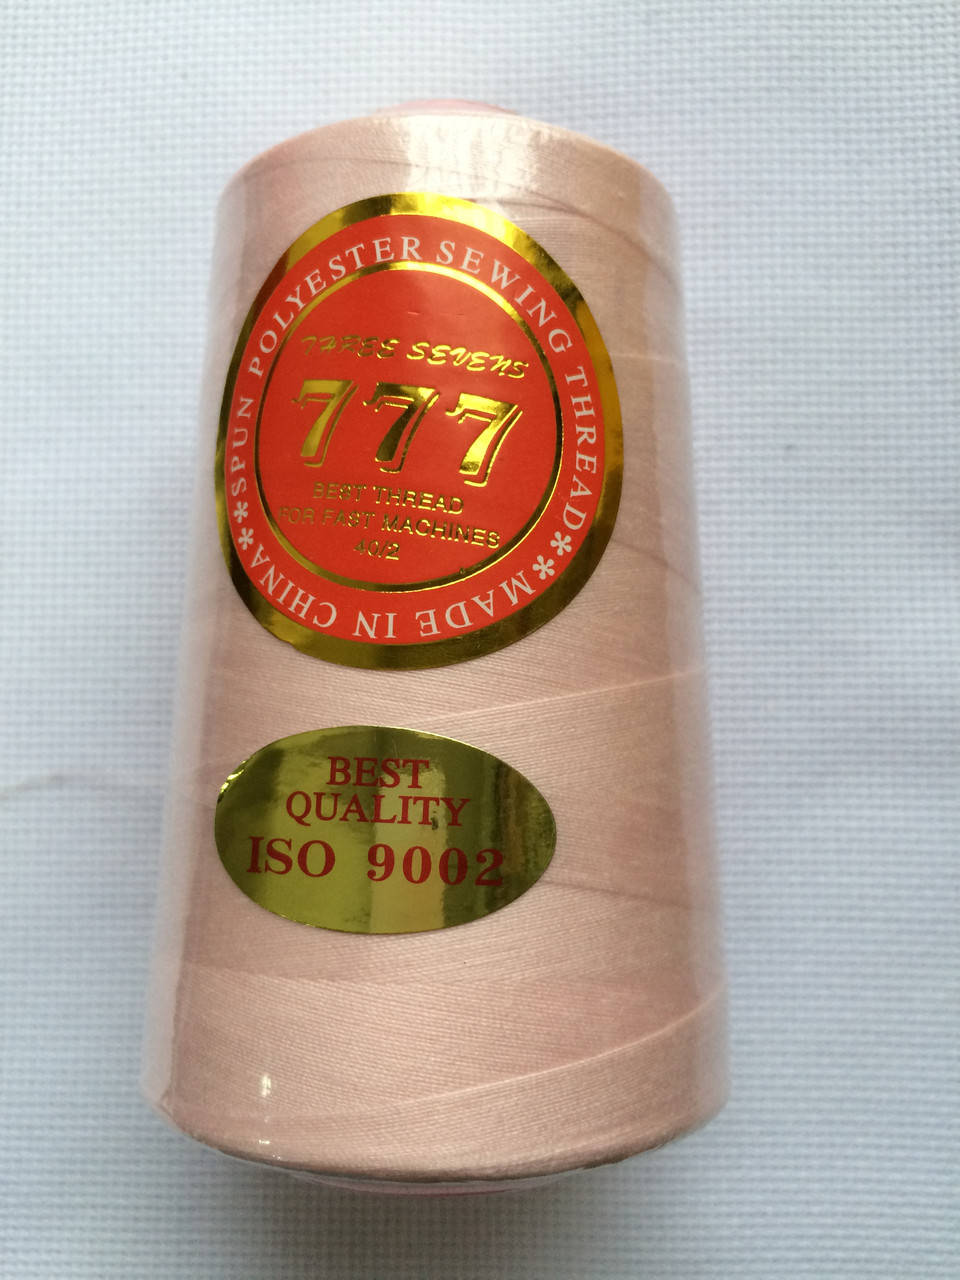 SPUN POLYESTER SEWING THREAD
THREE SEVENS
777
BEST THREAD
FOR FAST MACHINES
40/2
**MADE IN CHINA**
BEST
QUALITY
ISO 9002